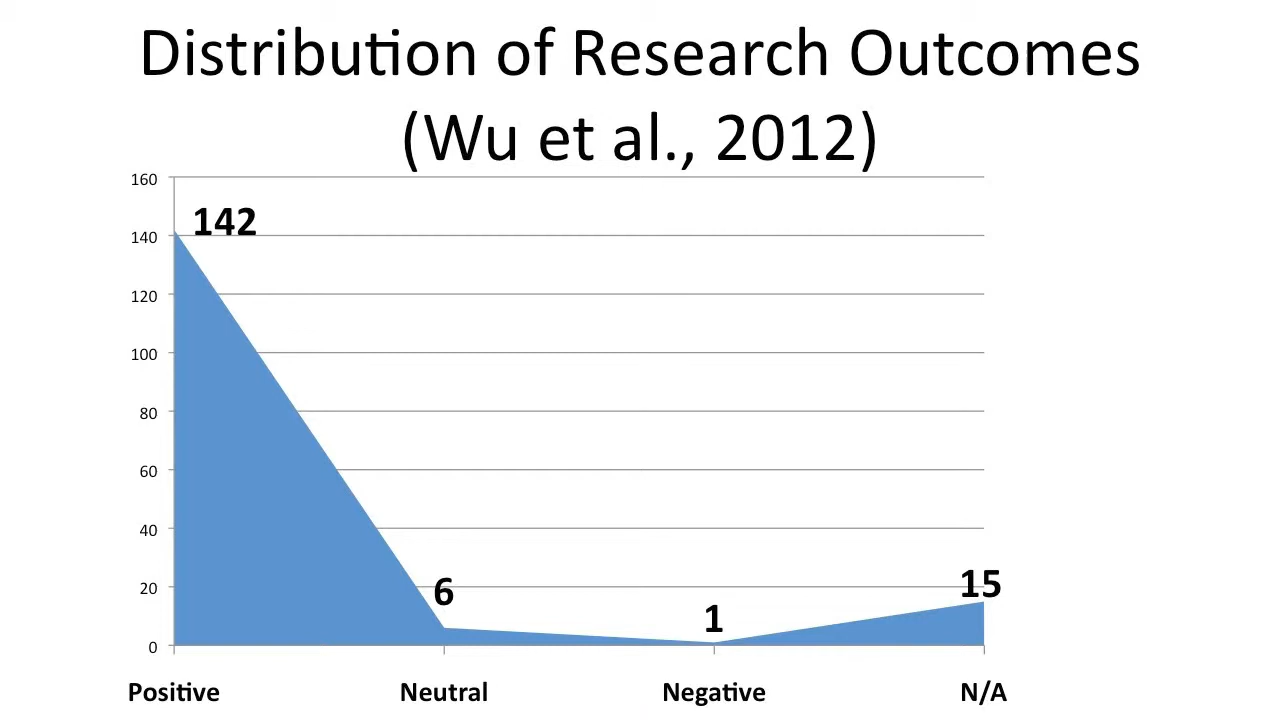 Distribution of Research Outcomes
(Wu et al., 2012)
160
142
140
120
100
80
60
40
20
6
1
15
0
Positive
Neutral
Negative
N/A